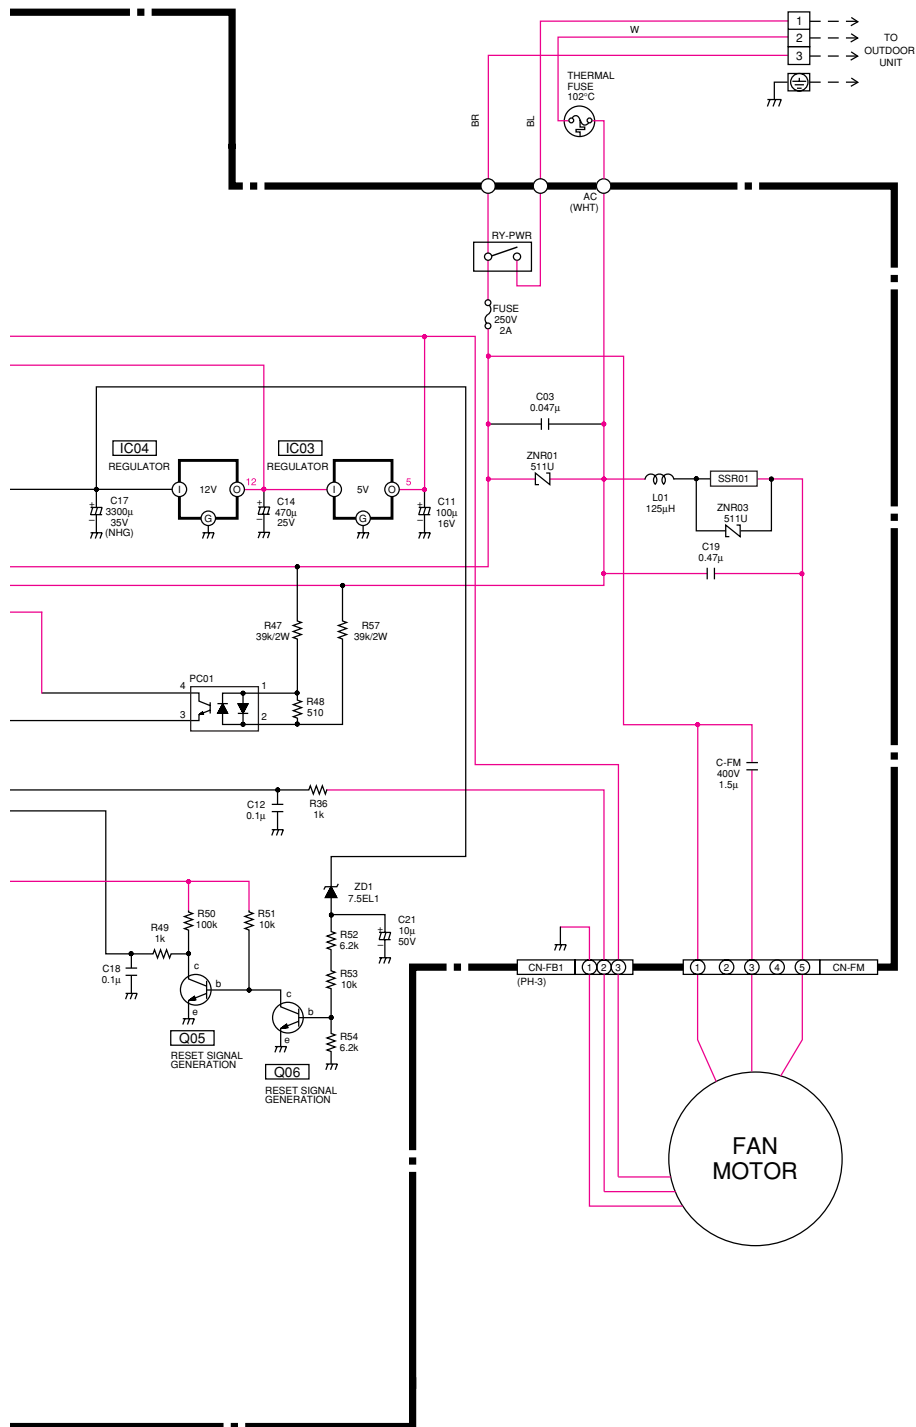 1
W
2
3
TO
OUTDOOR
UNIT
THERMAL
FUSE
102°C
BR
BL
AC
(WHT)
RY-PWR
FUSE
250V
2A
C03
0.047µ
IC04
REGULATOR
IC03
REGULATOR
ZNR01
511U
I
12V
O
12
G
I
5V
O
5
G
SSR01
L01
125µH
ZNR03
511U
+
−
C17
3300µ
35V
(NHG)
+
−
C14
470µ
25V
+
−
C11
100µ
16V
C19
0.47µ
R47
39k/2W
R57
39k/2W
PC01
4
1
3
2
R48
510
C-FM
400V
1.5µ
C12
0.1µ
R36
1k
ZD1
7.5EL1
R50
100k
R51
10k
R49
1k
R52
6.2k
+
−
C21
10µ
50V
C18
0.1µ
R53
10k
c
b
e
c
b
e
R54
6.2k
Q05
RESET SIGNAL
GENERATION
Q06
RESET SIGNAL
GENERATION
CN-FB1
1
2
3
(PH-3)
1
2
3
4
5
CN-FM
FAN
MOTOR